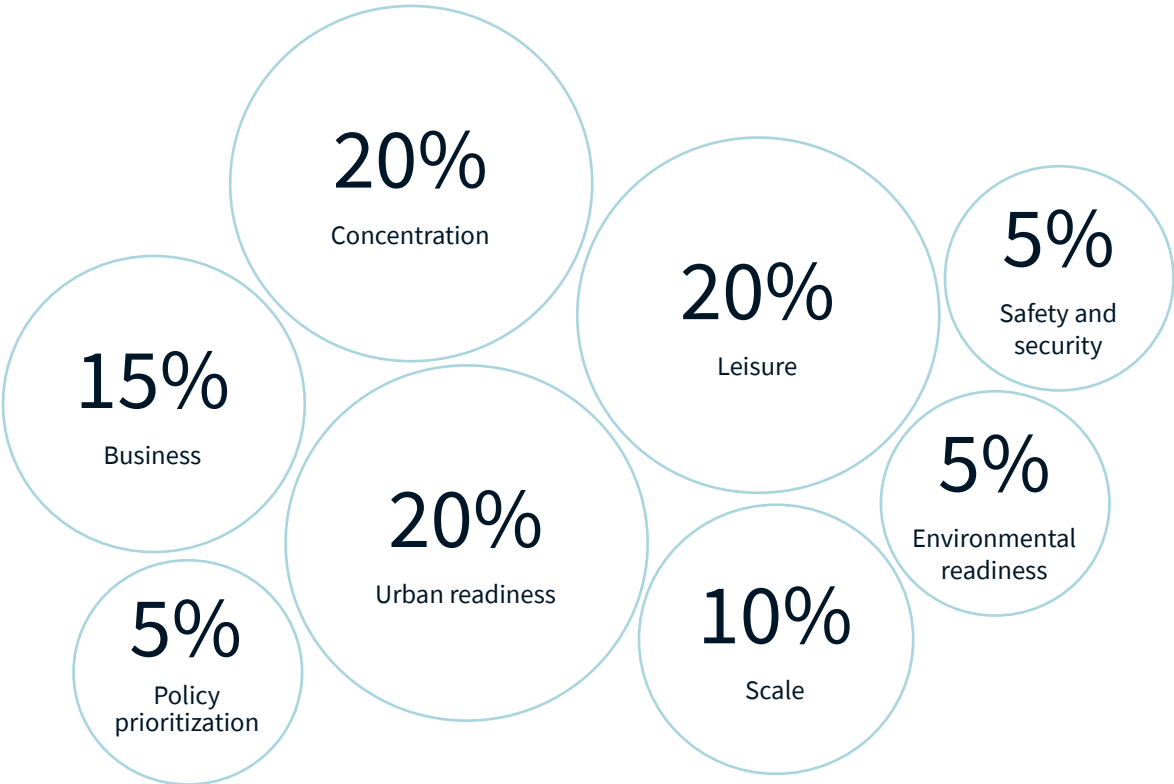 20%
Concentration
20%
Leisure
5%
Safety and
security
15%
Business
20%
Urban readiness
5%
Environmental
readiness
10%
Scale
5%
Policy
prioritization